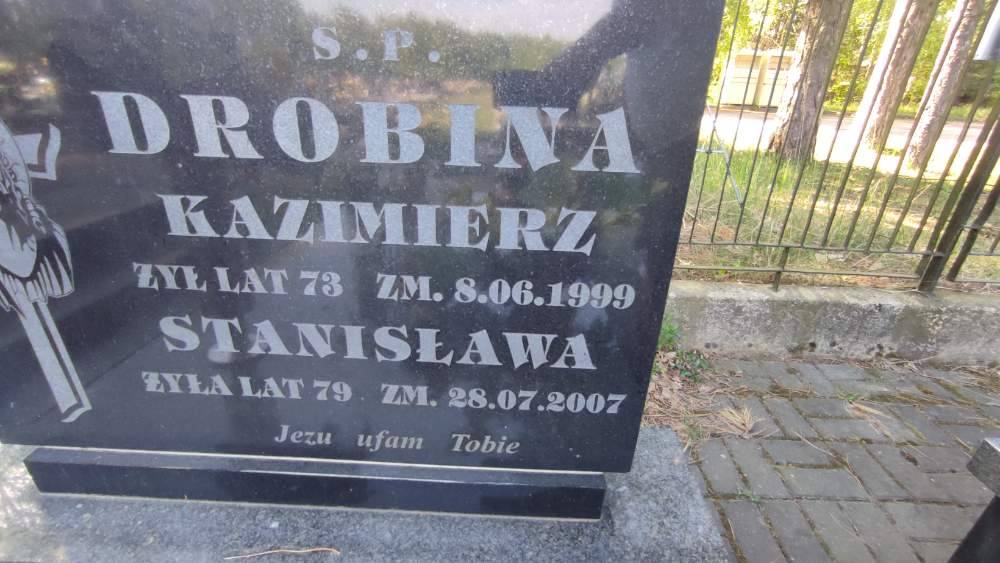 Ś.P.
DROBINA
KAZIMIERZ
ŻYŁ LAT 73 ZM. 8.06.1999
STANISŁAWA
ŻYŁA LAT 79 ZM. 28.07.2007
Jezu ufam Tobie